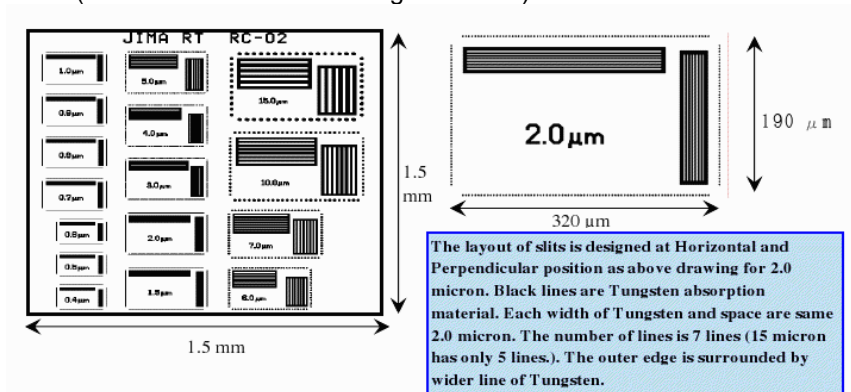 JIMA RT RC-02
1.0μm
0.9μm
0.8μm
0.7μm
0.6μm
0.5μm
0.4μm
5.0μm
4.0μm
3.0μm
2.0μm
1.5μm
15.0μm
10.0μm
7.0μm
6.0μm
1.5
mm
1.5 mm
2.0μm
190 μm
320 μm
The layout of slits is designed at Horizontal and
Perpendicular position as above drawing for 2.0
micron. Black lines are Tungsten absorption
material. Each width of Tungsten and space are same
2.0 micron. The number of lines is 7 lines (15 micron
has only 5 lines.). The outer edge is surrounded by
wider line of Tungsten.